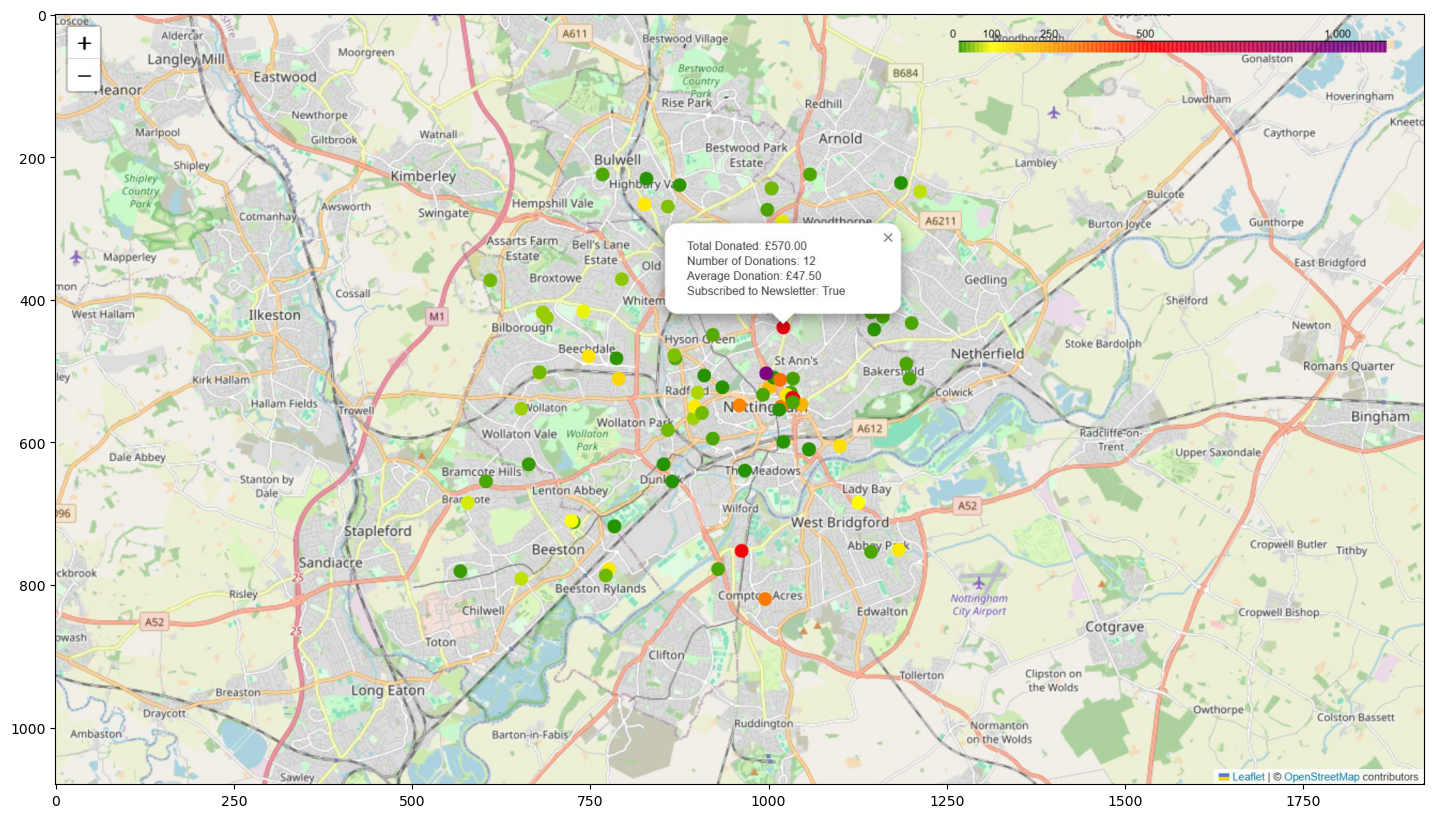 0
200
400
600
800
1000
0
250
500
750
1000
1250
1500
1750
+
−
0 100 250 500 1,000
Total Donated: £570.00
Number of Donations: 12
Average Donation: £47.50
Subscribed to Newsletter: True
Loscoe
Aldercar
Langley Mill
Heanor
Eastwood
Moorgreen
A611
Bestwood Village
Bestwood
Country
Park
Rise Park
B684
Redhill
Woodborough
Gonalston
Lowdham
Hoveringham
Caythorpe
Marlpool
Newthorpe
Giltbrook
Watnall
Shipley
Kimberley
Bulwell
Bestwood Park
Estate
Arnold
Lambley
Shipley
Country
Park
Awsworth
Swingate
Hempshill Vale
Cotmanhay
Woodthorpe
A6211
Bulcote
Burton Joyce
Gunthorpe
Mapperley
Assarts Farm
Estate
Bell's Lane
Estate
Old
Broxtowe
Cossall
Gedling
East Bridgford
West Hallam
Ilkeston
M1
Bilborough
Shelford
Newton
Beechdale
Hyson Green
St Ann's
Bakersfield
Netherfield
Stoke Bardolph
Romans Quarter
Kirk Hallam
Hallam Fields
Trowell
Wollaton
Radford
Nottingham
Colwick
A612
Bingham
Wollaton Vale
Wollaton
Park
Wollaton Park
Radcliffe-on-
Trent
Upper Saxondale
Dale Abbey
Stanton by
Dale
Bramcote Hills
Bramcote
Lenton Abbey
The Meadows
Lady Bay
A52
Wilford
West Bridgford
Stapleford
Beeston
Abbey Park
Cropwell Butler
Tithby
Sandiacre
25
Risley
Beeston Rylands
Compton Acres
Nottingham
City Airport
Chilwell
Edwalton
Cropwell Bishop
A52
25
Toton
Clifton
Cotgrave
Long Eaton
Tollerton
Clipston on
the Wolds
Breaston
Draycott
Owthorpe
Colston Bassett
Ambaston
Barton-in-Fabis
Ruddington
Normanton
on the Wolds
Sawley
Leaflet | © OpenStreetMap contributors